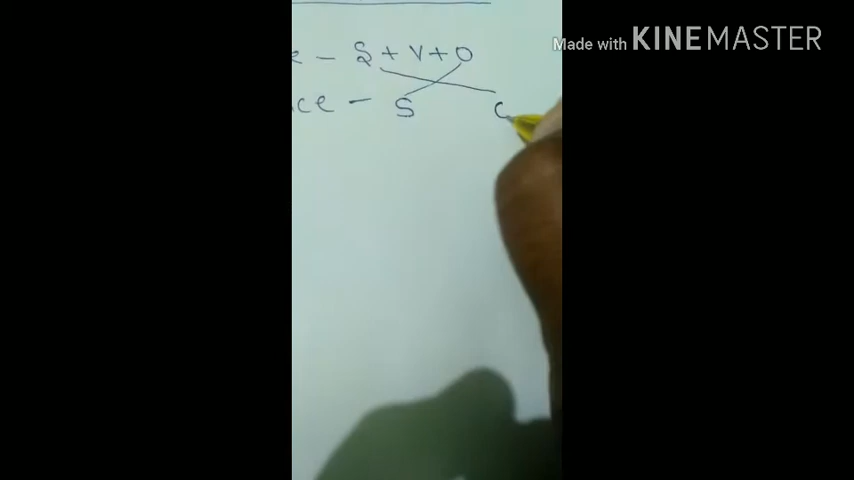 Made with KINEMASTER
e - S + V + O
ce - S